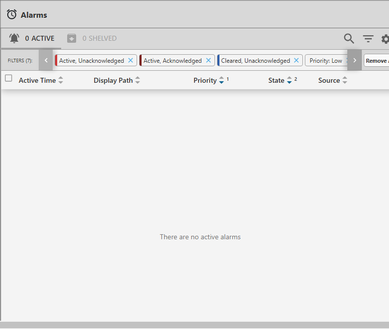 Alarms
0 ACTIVE 0 SHELVED
FILTERS (7): Active, Unacknowledged Active, Acknowledged Cleared, Unacknowledged Priority: Low Remove
Active Time Display Path Priority 1 State 2 Source
There are no active alarms